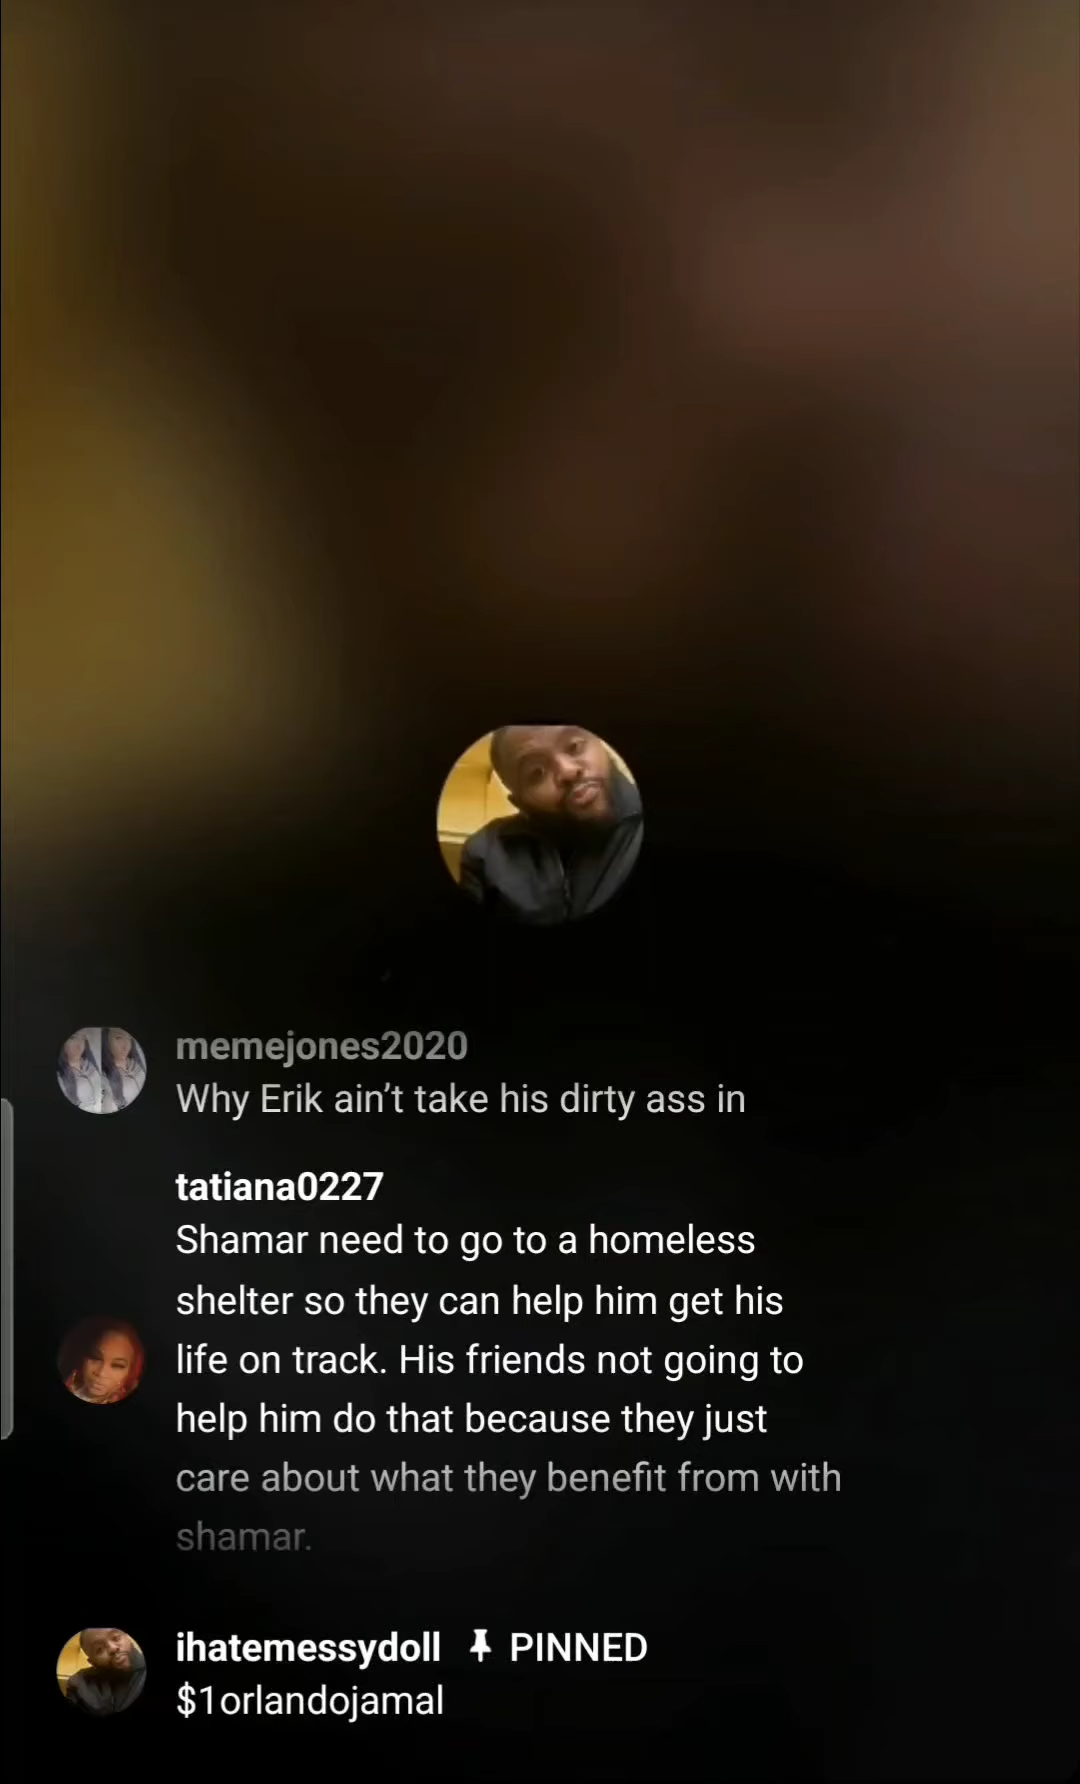 memejones2020
Why Erik ain’t take his dirty ass in
tatiana0227
Shamar need to go to a homeless
shelter so they can help him get his
life on track. His friends not going to
help him do that because they just
care about what they benefit from with
shamar.
ihatemessydoll PINNED
$1orlandojamal